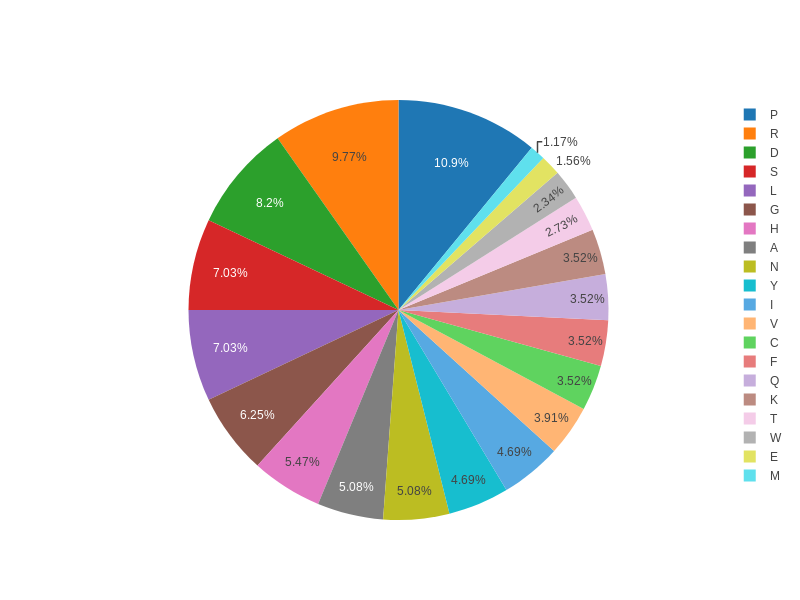 1.17%
9.77%
10.9%
1.56%
8.2%
2.34%
2.73%
7.03%
3.52%
3.52%
7.03%
3.52%
3.52%
6.25%
3.91%
5.47%
4.69%
5.08%
5.08%
4.69%
P
R
D
S
L
G
H
A
N
Y
I
V
C
F
Q
K
T
W
E
M